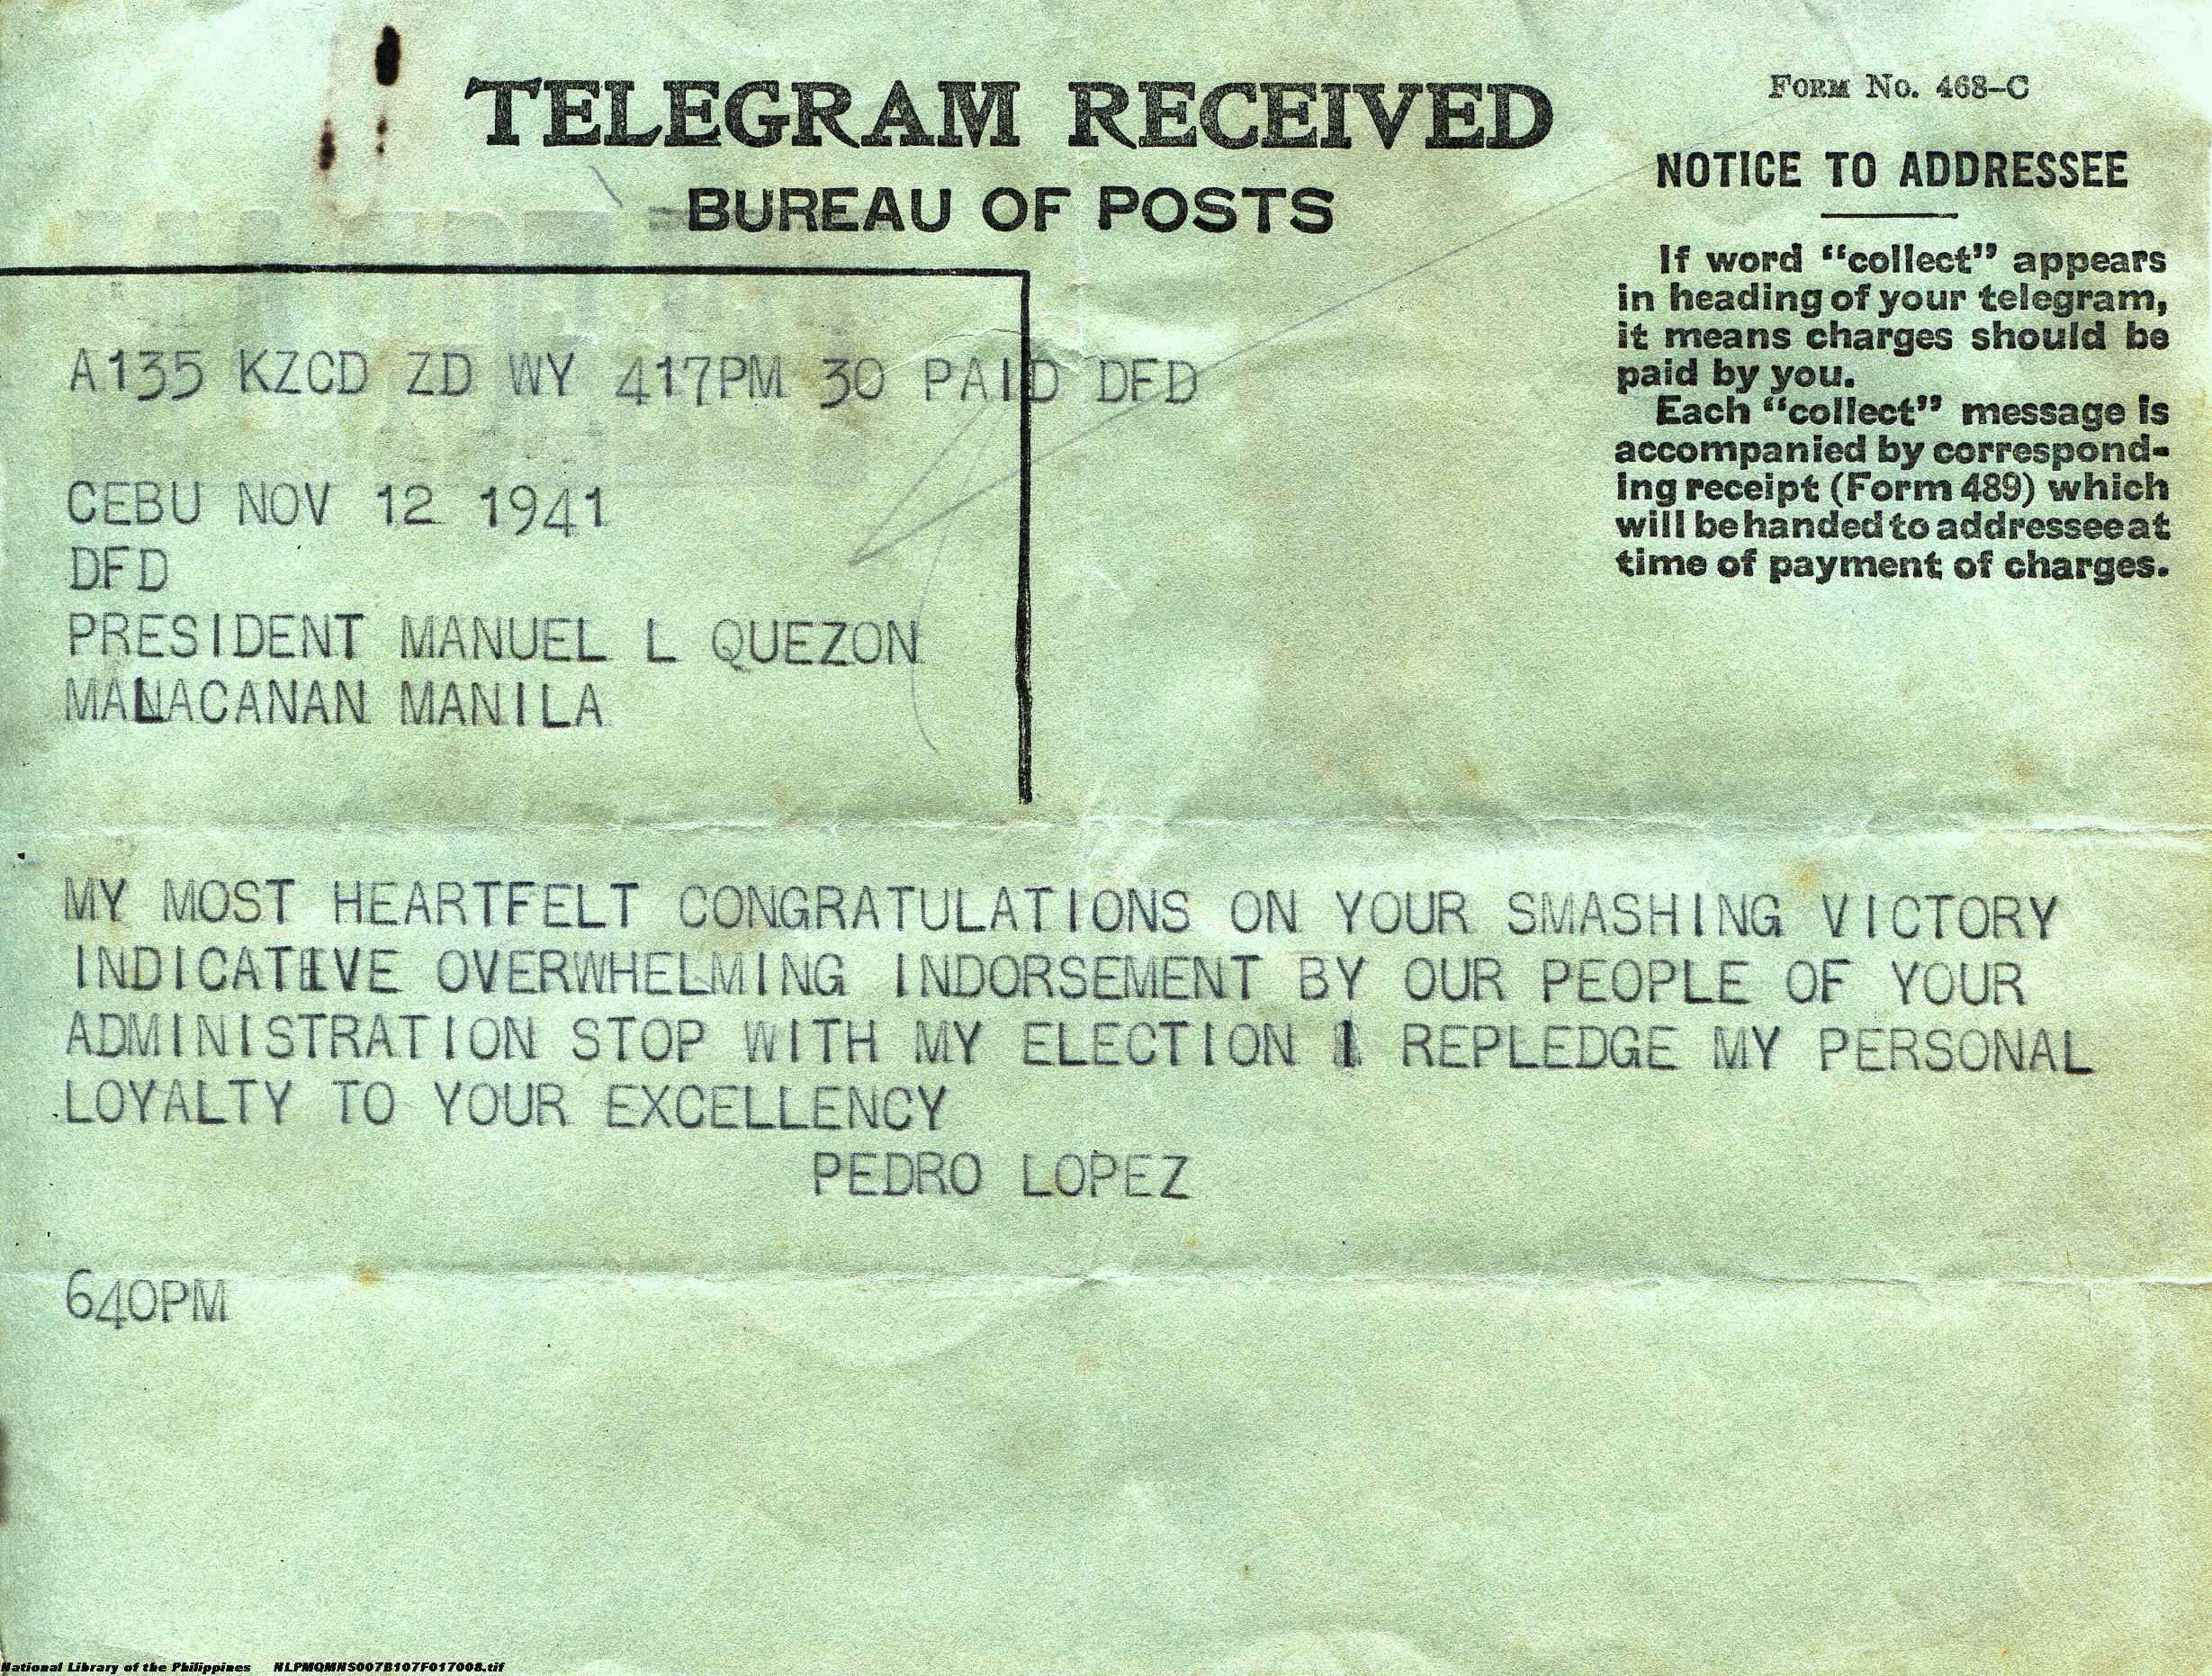 TELEGRAM RECEIVED
BUREAU OF POSTS
FORM No. 468-C
NOTICE TO ADDRESSEE
If word "collect" appears
in heading of your telegram,
it means charges should be
paid by you.
Each "collect" message is
accompanied by correspond-
ing receipt (Form 489) which
will be handed to addressee at
time of payment of charges.
A135 KZCD ZD WY 417PM 30 PAID DFD
CEBU NOV 12 1941
DFD
PRESIDENT MANUEL L QUEZON
MALACANAN MANILA
MY MOST HEARTFELT CONGRATULATIONS ON YOUR SMASHING VICTORY
INDICATIVE OVERWHELMING INDORSEMENT BY OUR PEOPLE OF YOUR
ADMINISTRATION STOP WITH MY ELECTION I REPLEDGE MY PERSONAL
LOYALTY TO YOUR EXCELLENCY
PEDRO LOPEZ
640PM
National Library of the Philippines NLPMQMNS007B107F017008.tif